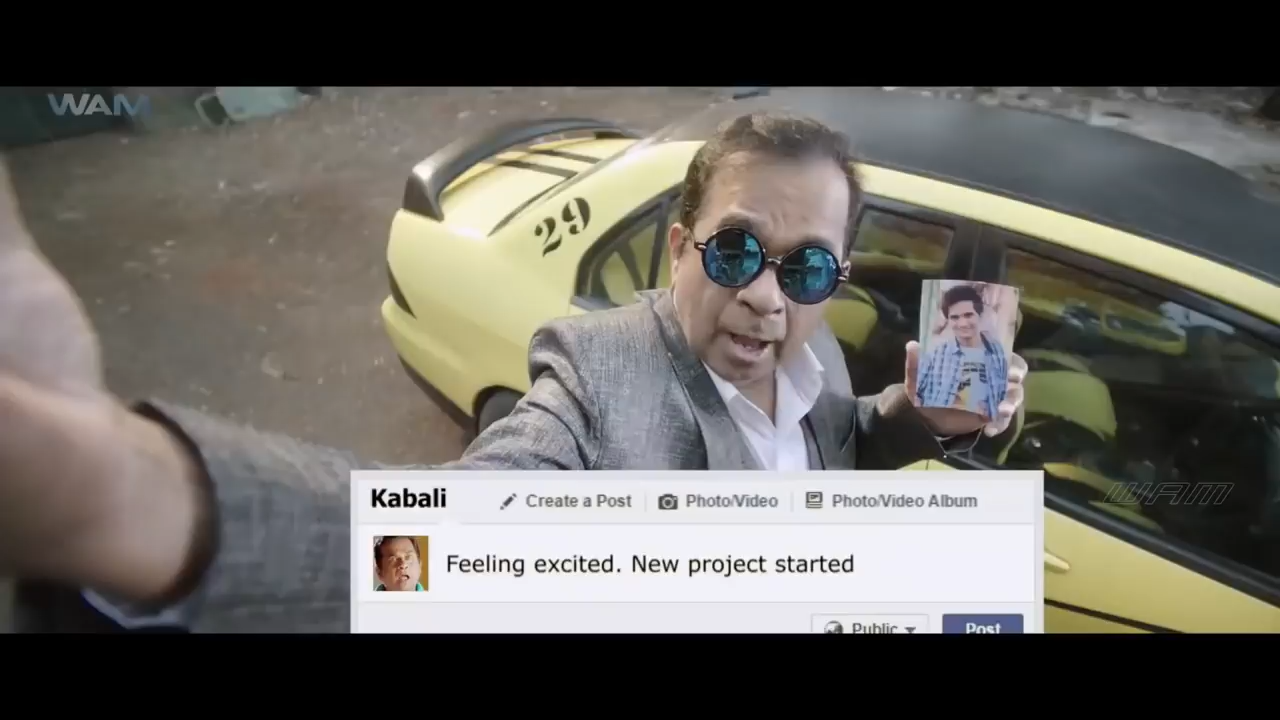 WAM
29
WAM
Kabali
Create a Post
Photo/Video
Photo/Video Album
Feeling excited. New project started
Public
Post